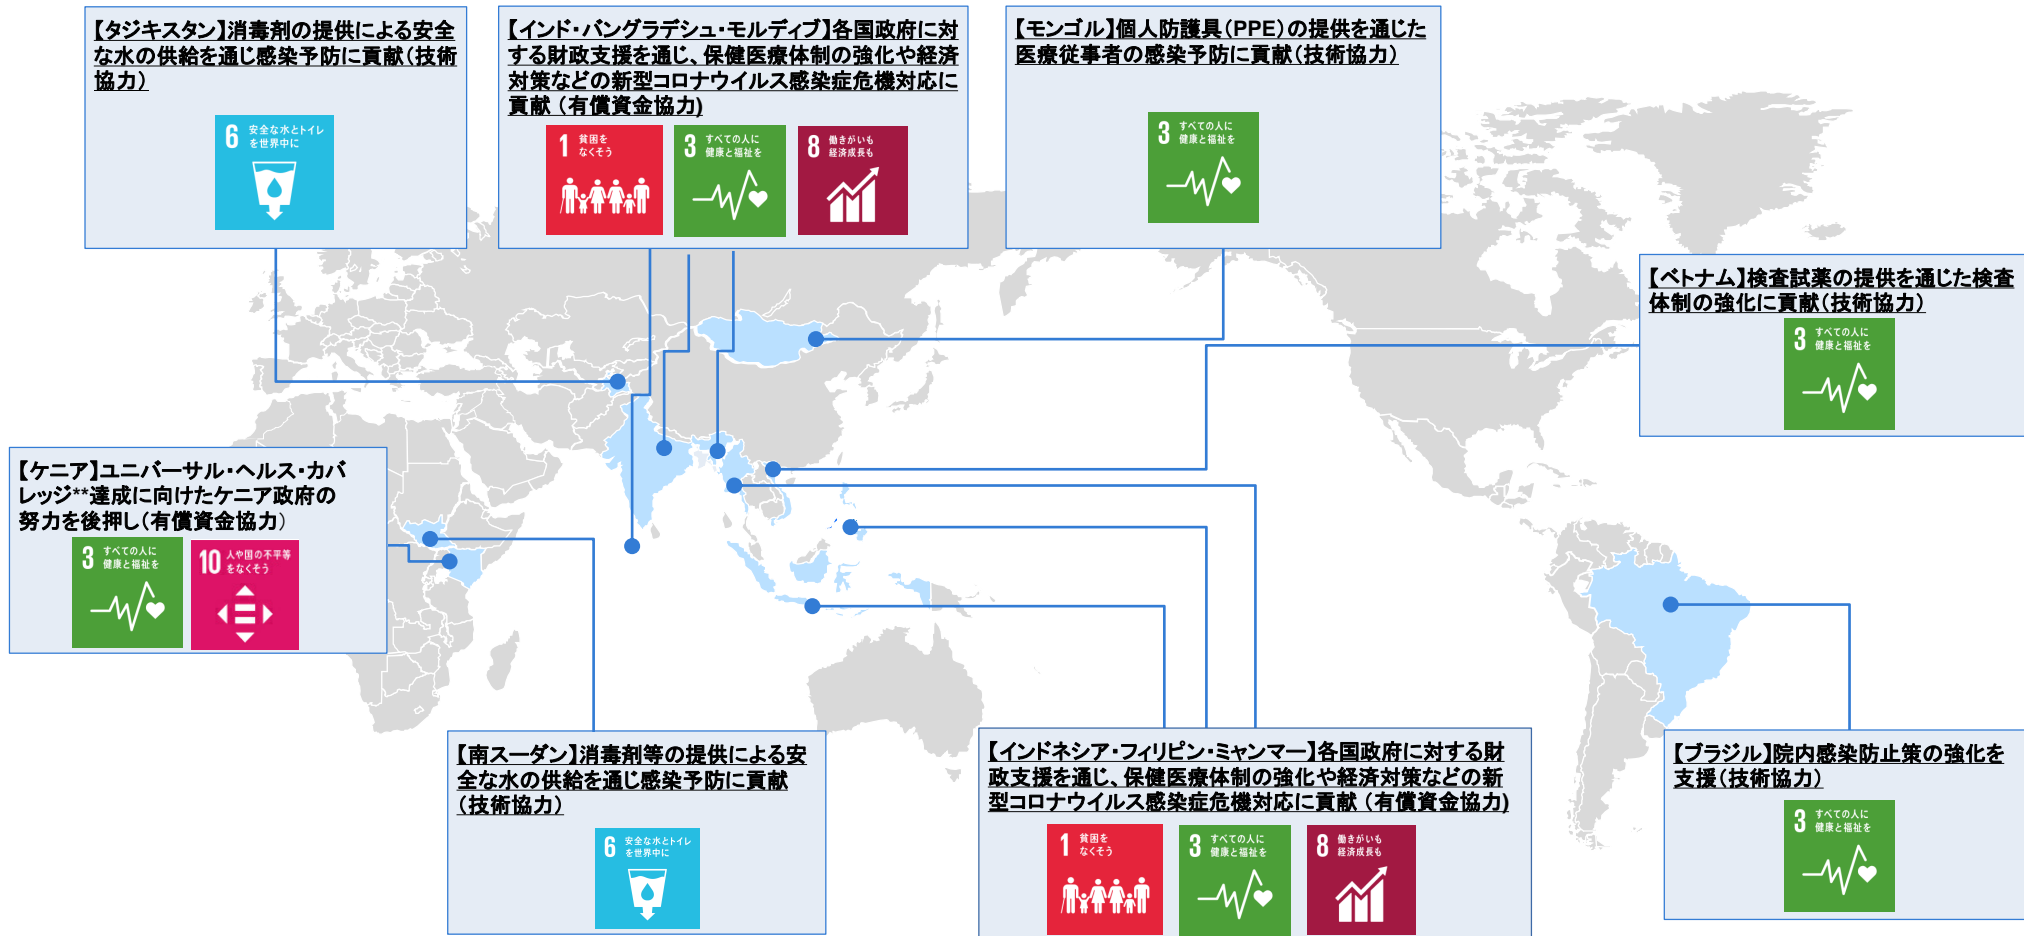 【タジキスタン】消毒剤の提供による安全
な水の供給を通じ感染予防に貢献(技術
協力)
6 安全な水とトイレ
を世界中に
【インド・バングラデシュ・モルディブ】各国政府に対
する財政支援を通じ、保健医療体制の強化や経済
対策などの新型コロナウイルス感染症危機対応に
貢献 (有償資金協力)
1 貧困を
なくそう
3 すべての人に
健康と福祉を
8 働きがいも
経済成長も
【モンゴル】個人防護具(PPE)の提供を通じた
医療従事者の感染予防に貢献(技術協力)
3 すべての人に
健康と福祉を
【ベトナム】検査試薬の提供を通じた検査
体制の強化に貢献(技術協力)
3 すべての人に
健康と福祉を
【ケニア】ユニバーサル・ヘルス・カバ
レッジ**達成に向けたケニア政府の
努力を後押し(有償資金協力)
3 すべての人に
健康と福祉を
10 人や国の不平等
をなくそう
【南スーダン】消毒剤等の提供による安
全な水の供給を通じ感染予防に貢献
(技術協力)
6 安全な水とトイレ
を世界中に
【インドネシア・フィリピン・ミャンマー】各国政府に対する財
政支援を通じ、保健医療体制の強化や経済対策などの新
型コロナウイルス感染症危機対応に貢献 (有償資金協力)
1 貧困を
なくそう
3 すべての人に
健康と福祉を
8 働きがいも
経済成長も
【ブラジル】院内感染防止策の強化を
支援(技術協力)
3 すべての人に
健康と福祉を